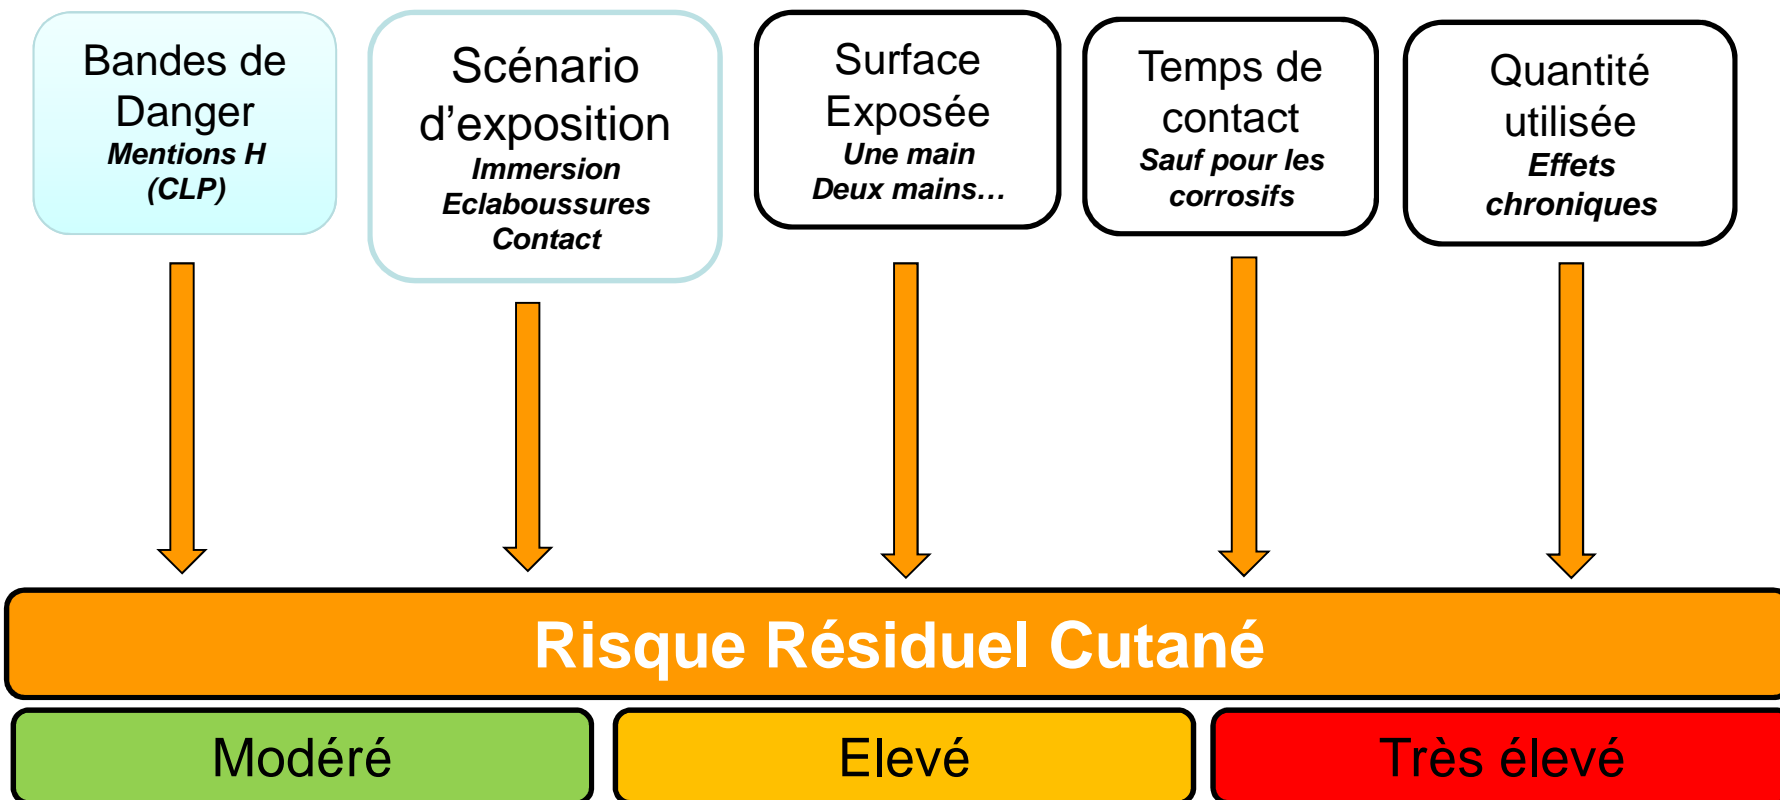 Bandes de
Danger
Mentions H
(CLP)
Scénario
d'exposition
Immersion
Eclaboussures
Contact
Surface
Exposée
Une main
Deux mains…
Temps de
contact
Sauf pour les
corrosifs
Quantité
utilisée
Effets
chroniques
Risque Résiduel Cutané
Modéré
Elevé
Très élevé